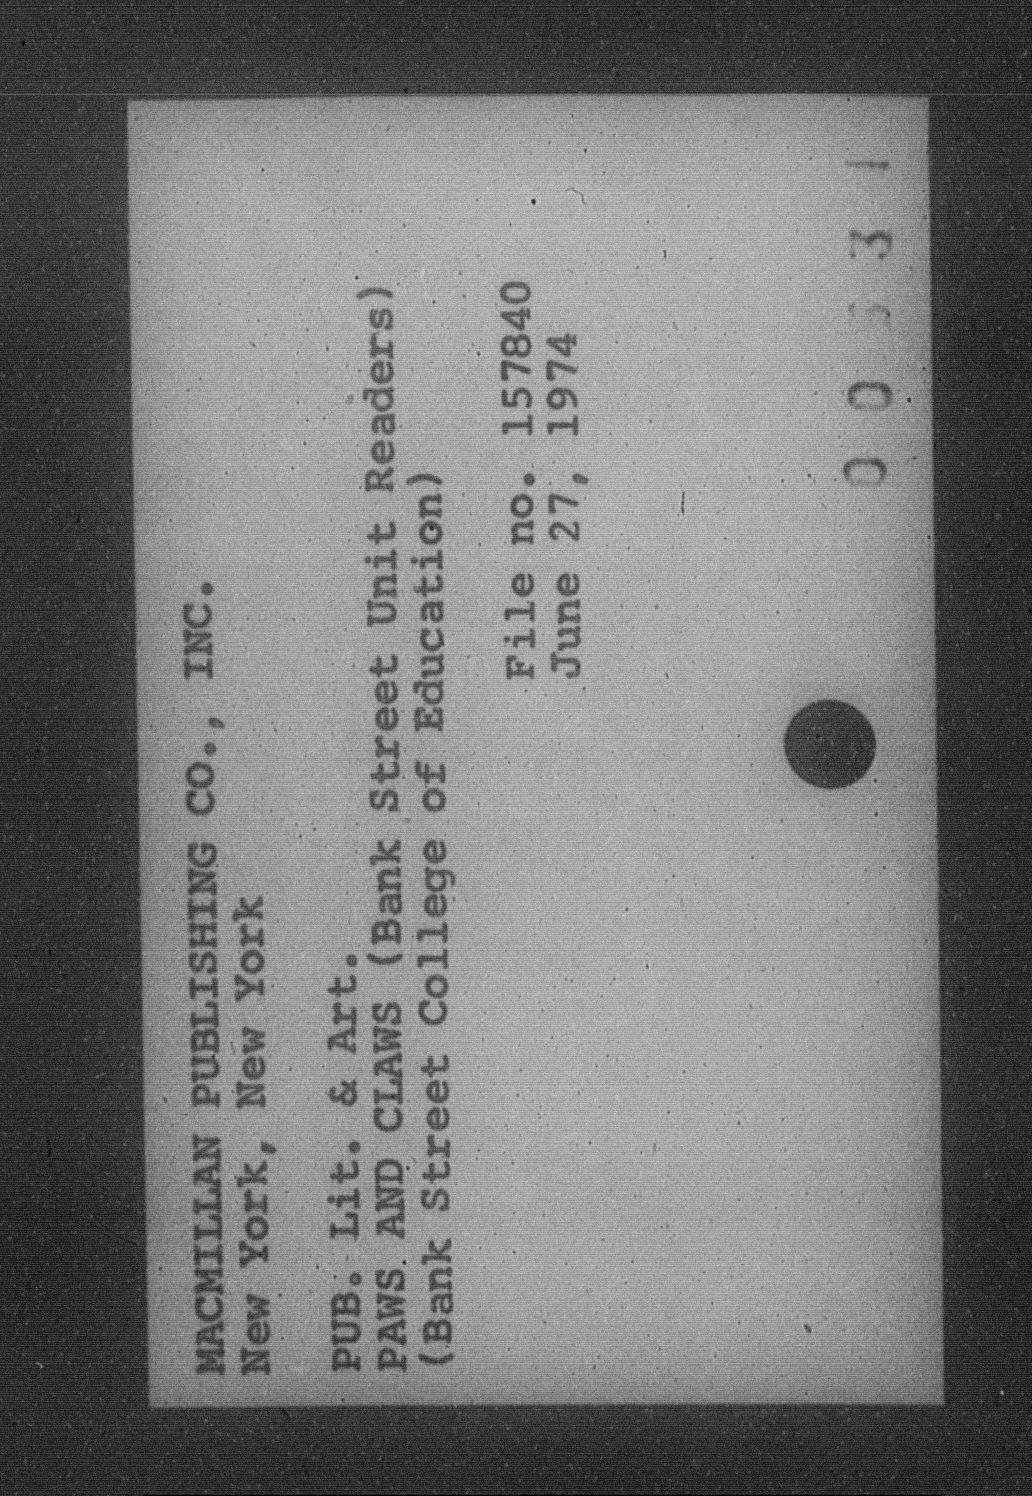 MACMILLAN PUBLISHING CO., INC.
New York, New York
PUB. Lit. & Art.
PAWS AND CLAWS (Bank Street Unit Readers)
(Bank Street College of Education)
File no. 157840
June 27, 1974